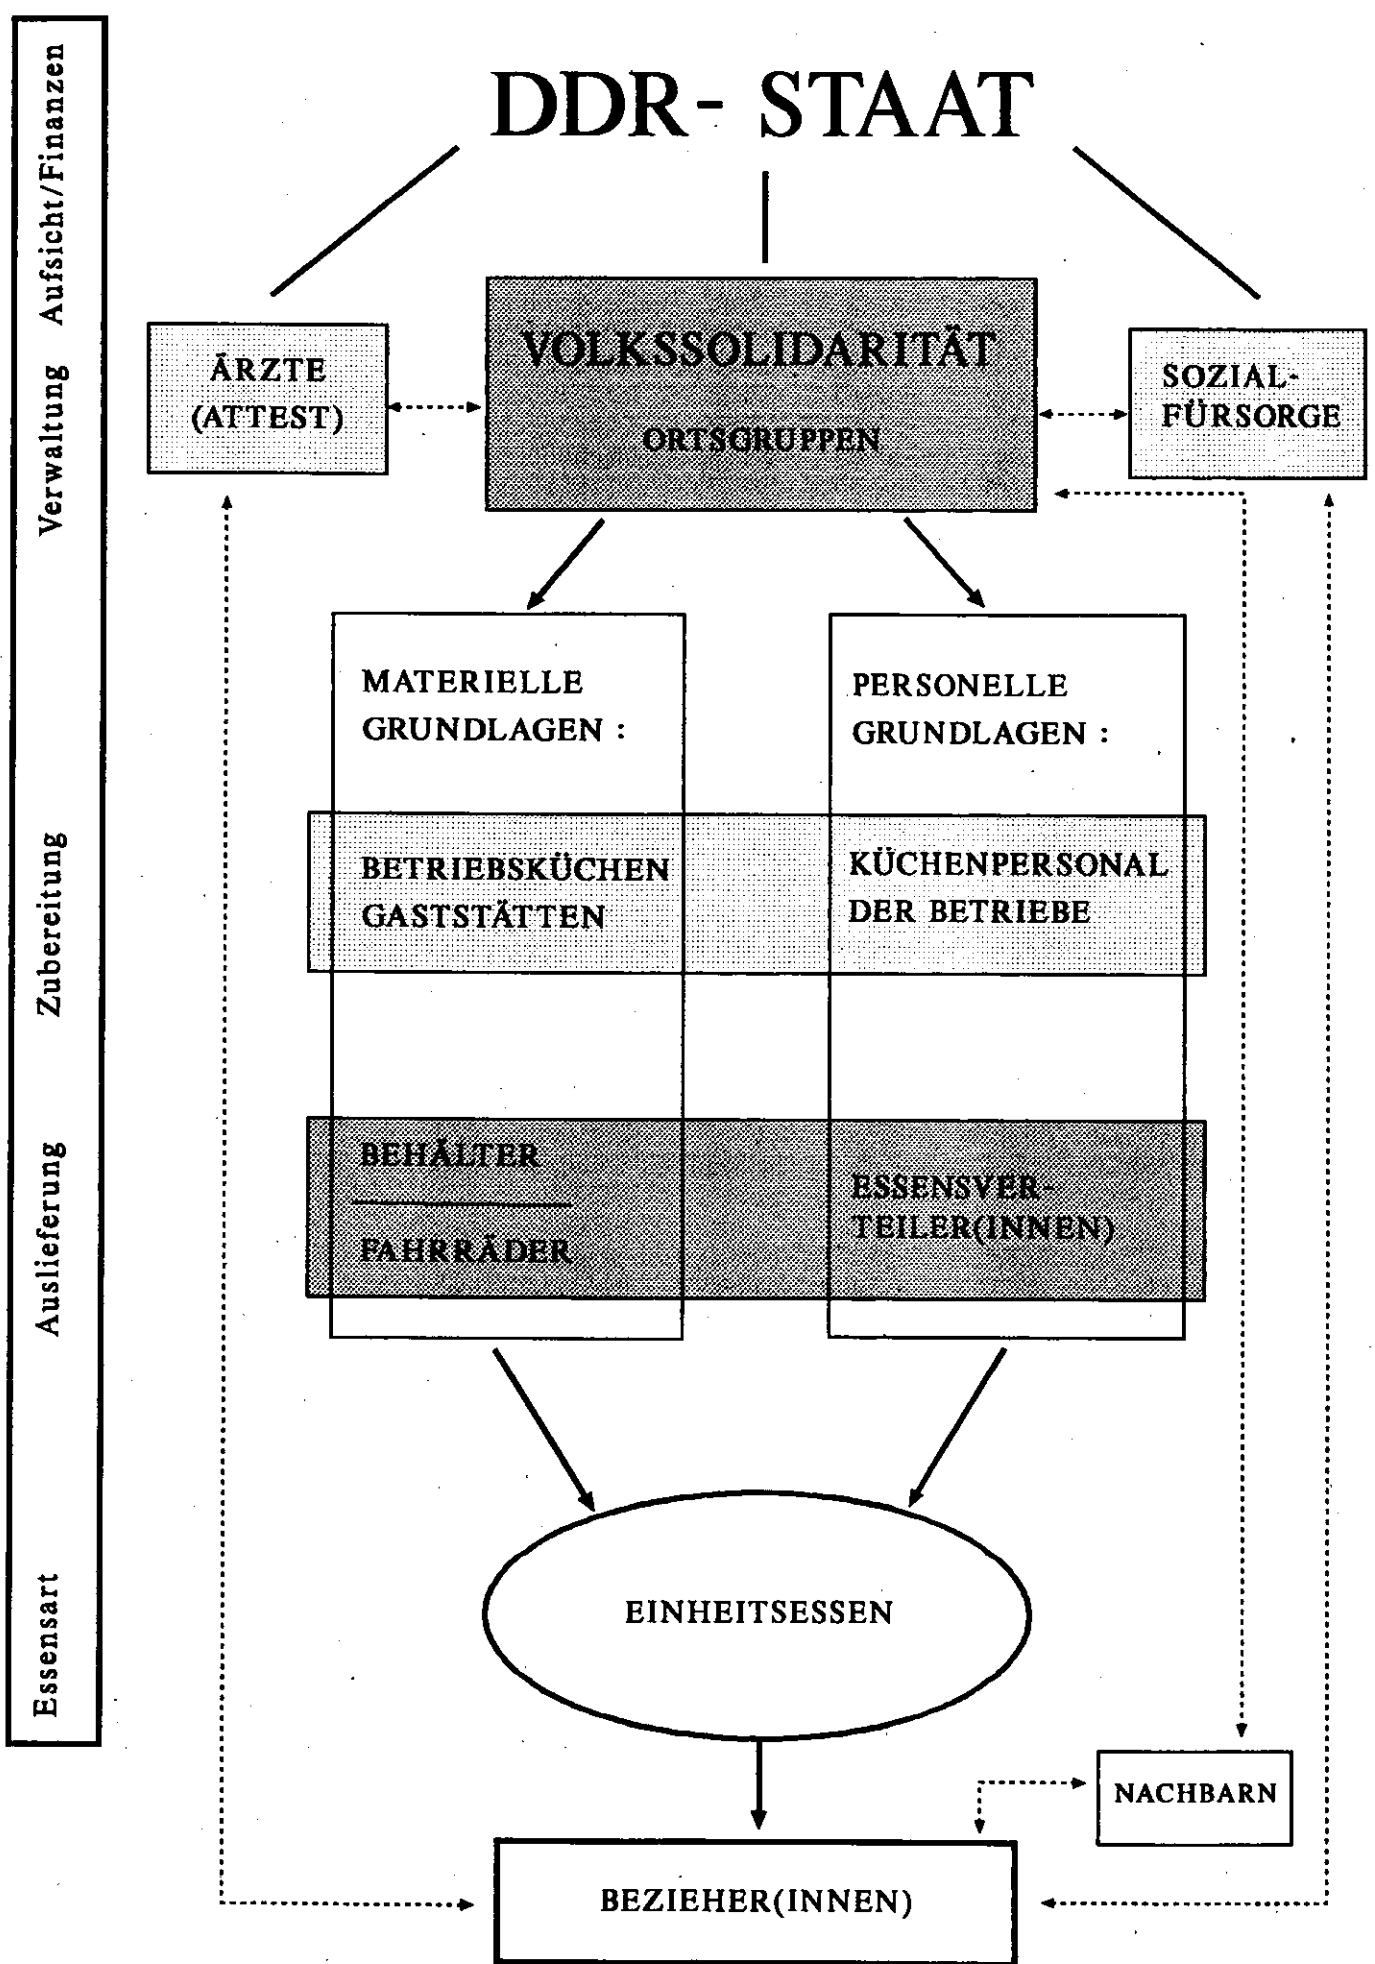 DDR- STAAT
Aufsicht/Finanzen
Verwaltung
Zubereitung
Auslieferung
Essensart
ÄRZTE
(ATTEST)
VOLKSSOLIDARITÄT
ORTSGRUPPEN
SOZIAL-
FÜRSORGE
MATERIELLE
GRUNDLAGEN :
PERSONELLE
GRUNDLAGEN :
BETRIEBSKÜCHEN
GASTSTÄTTEN
KÜCHENPERSONAL
DER BETRIEBE
BEHÄLTER
FAHRRÄDER
ESSENSVER-
TEILER(INNEN)
EINHEITSESSEN
NACHBARN
BEZIEHER(INNEN)